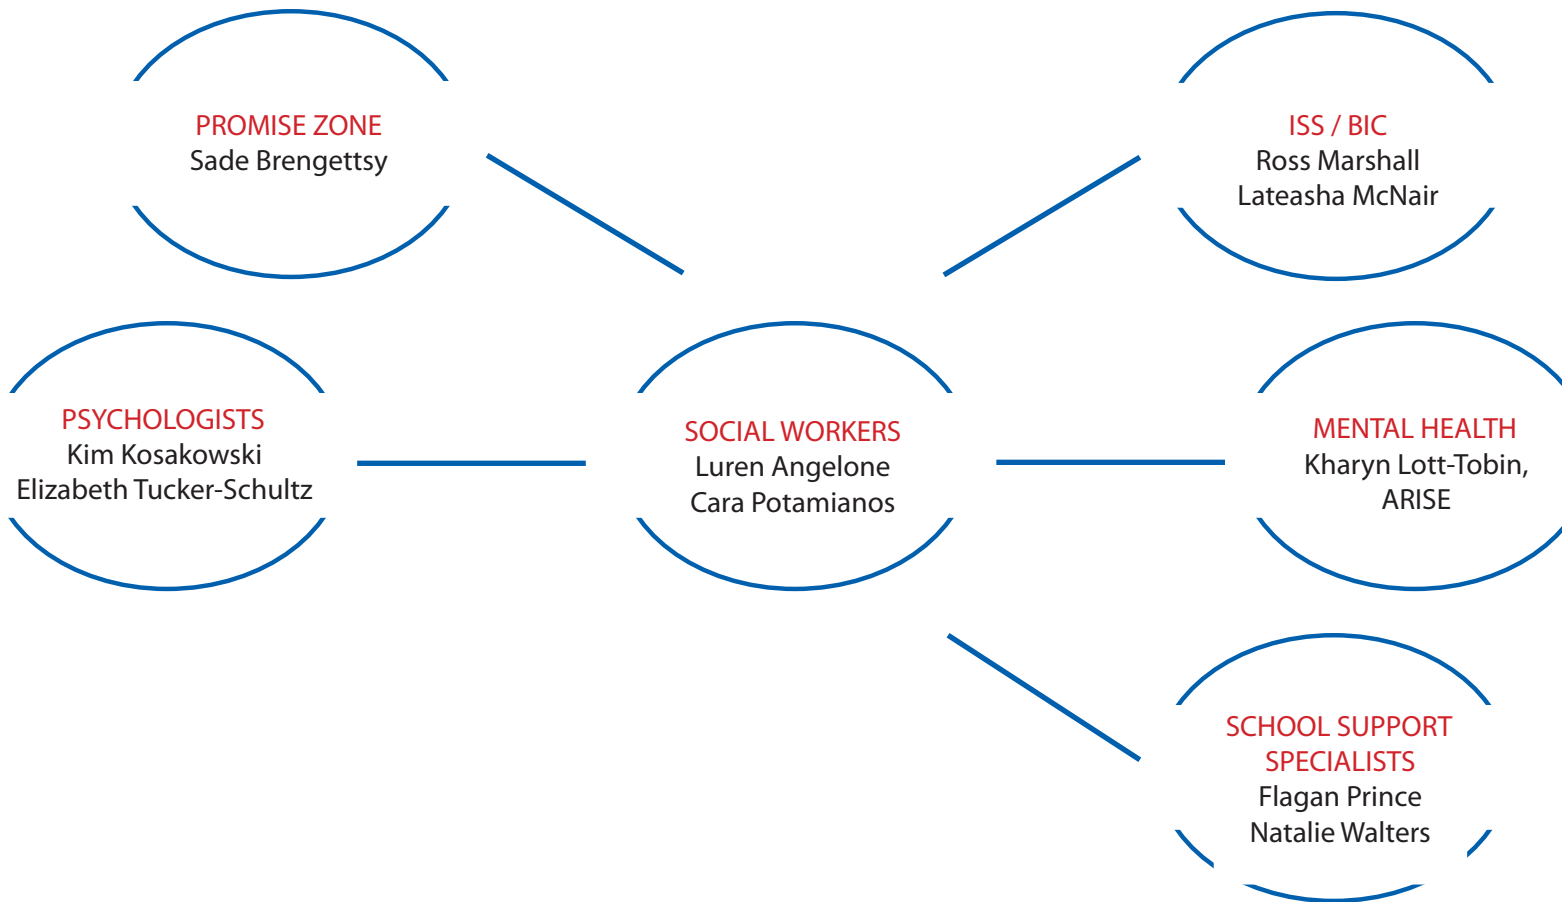 PROMISE ZONE
Sade Brengettsy
ISS / BIC
Ross Marshall
Lateasha McNair
PSYCHOLOGISTS
Kim Kosakowski
Elizabeth Tucker-Schultz
SOCIAL WORKERS
Luren Angelone
Cara Potamianos
MENTAL HEALTH
Kharyn Lott-Tobin,
ARISE
SCHOOL SUPPORT
SPECIALISTS
Flagan Prince
Natalie Walters